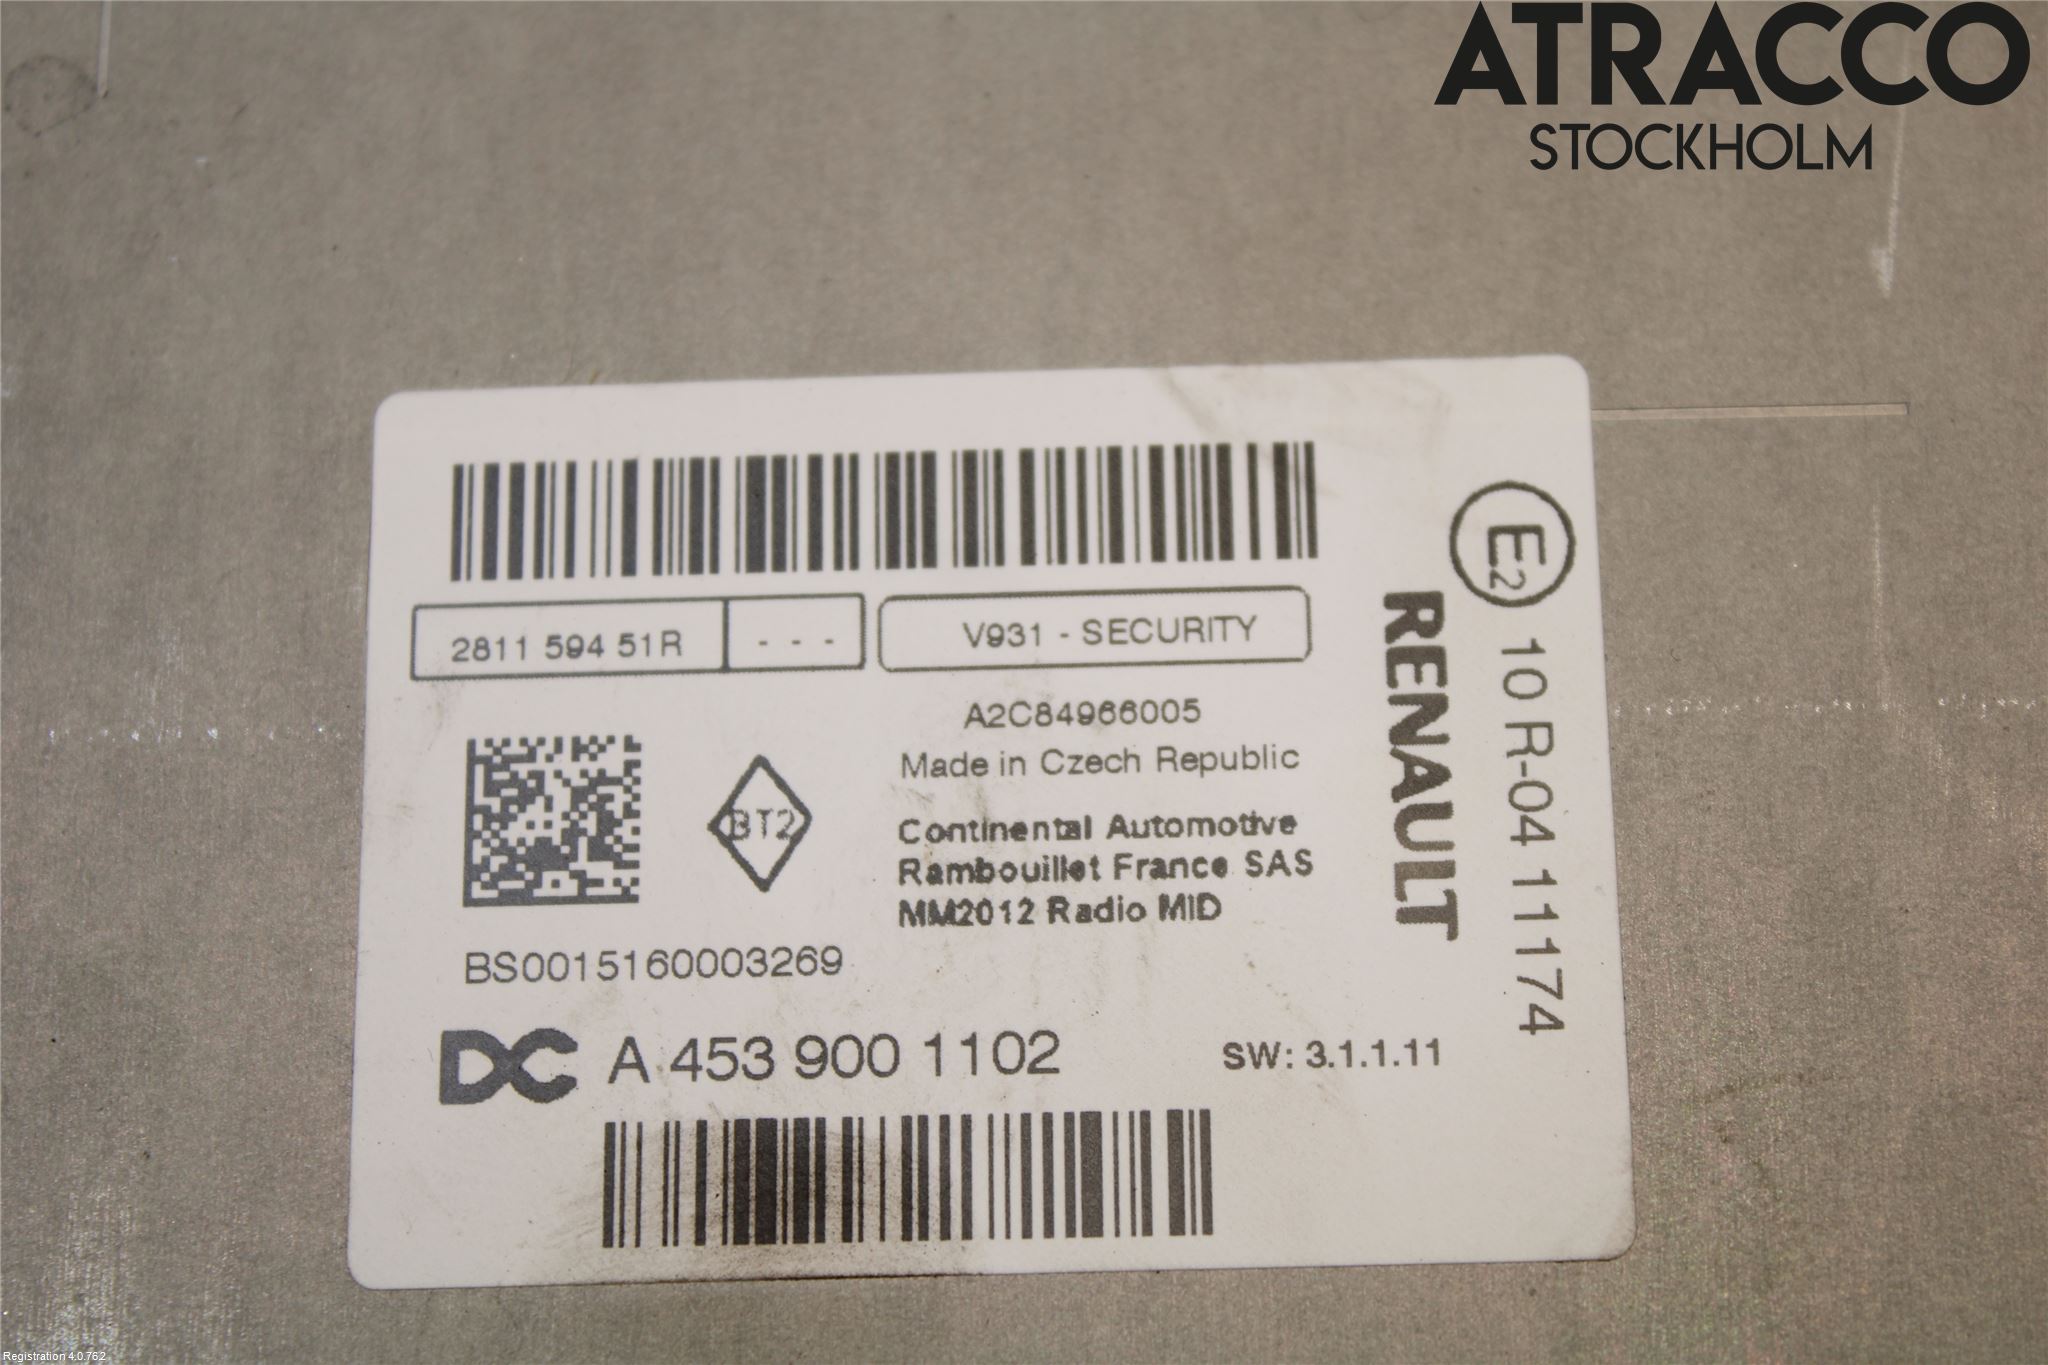 ATRACCO
STOCKHOLM
2811 594 51R
- - -
V931 - SECURITY
A2C84966005
Made in Czech Republic
BT2
Continental Automotive
Rambouillet France SAS
MM2012 Radio MID
BS0015160003269
DC A 453 900 1102
SW: 3.1.1.11
RENAULT
E2 10 R-04 11174
Registration 4.0.762